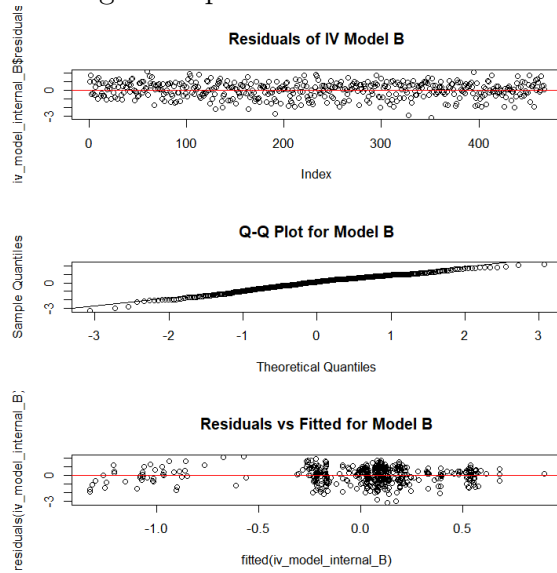 Residuals of IV Model B
iv_model_internal_B$residuals
0
-3
0
100
200
300
400
Index
Q-Q Plot for Model B
Sample Quantiles
0
-3
-3
-2
-1
0
1
2
3
Theoretical Quantiles
Residuals vs Fitted for Model B
residuals(iv_model_internal_B)
0
-3
-1.0
-0.5
0.0
0.5
fitted(iv_model_internal_B)